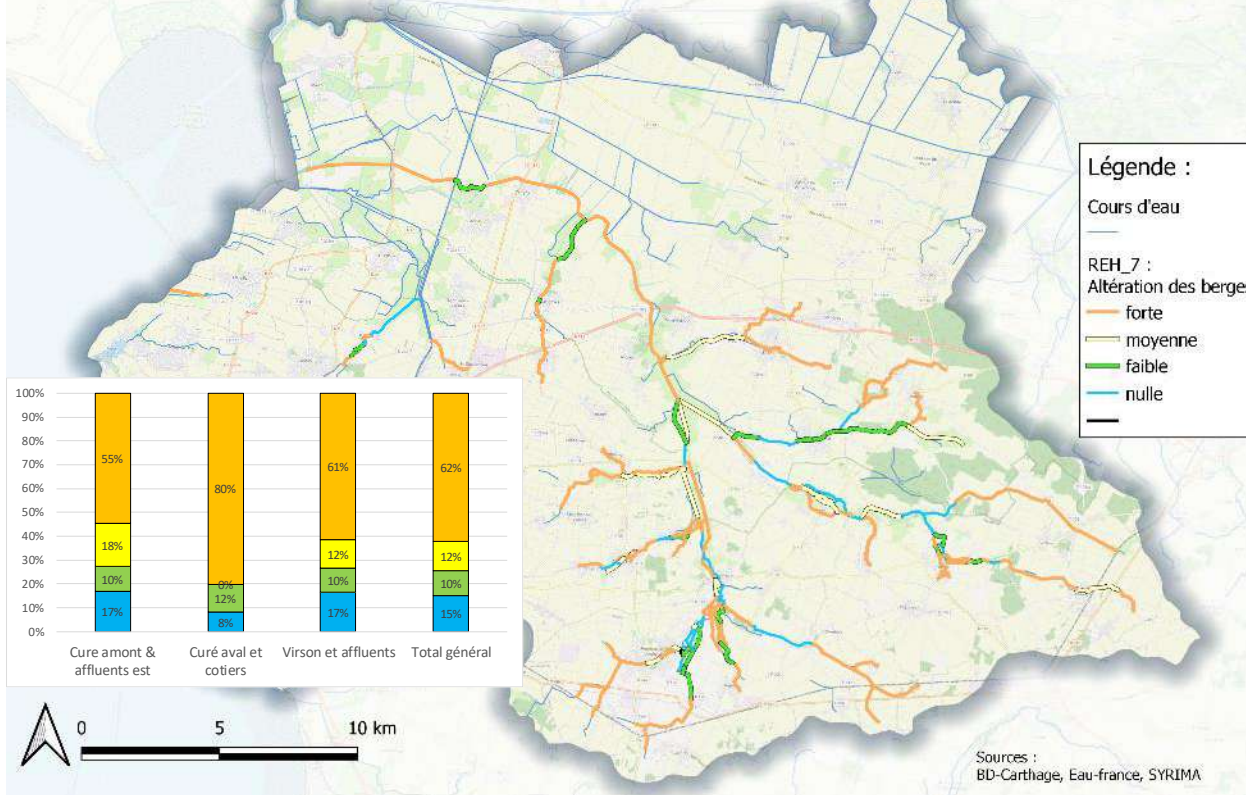 Légende :
Cours d'eau
REH_7 :
Altération des berges
forte
moyenne
faible
nulle
100%
90%
80%
70%
60%
50%
40%
30%
20%
10%
0%
55%
18%
10%
17%
80%
0%
12%
8%
61%
12%
10%
17%
62%
12%
10%
15%
Cure amont &
affluents est
Curé aval et
cotiers
Virson et affluents
Total général
0
5
10 km
Sources :
BD-Carthage, Eau-france, SYRIMA